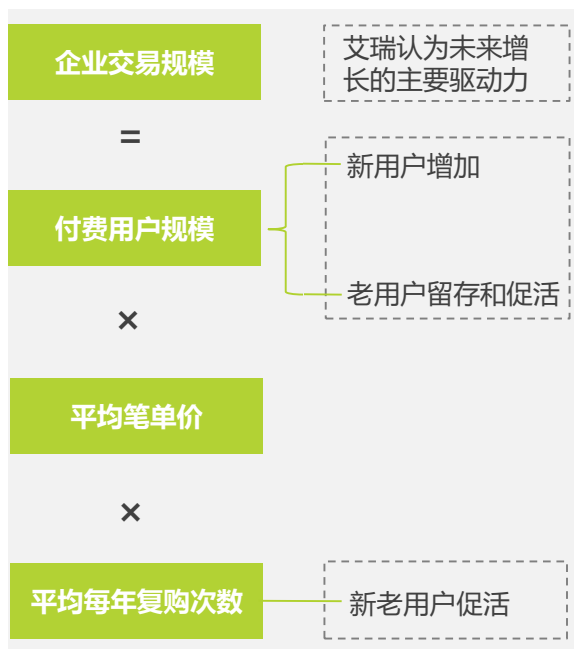 企业交易规模
艾瑞认为未来增
长的主要驱动力
=
新用户增加
付费用户规模
老用户留存和促活
×
平均笔单价
×
平均每年复购次数
新老用户促活